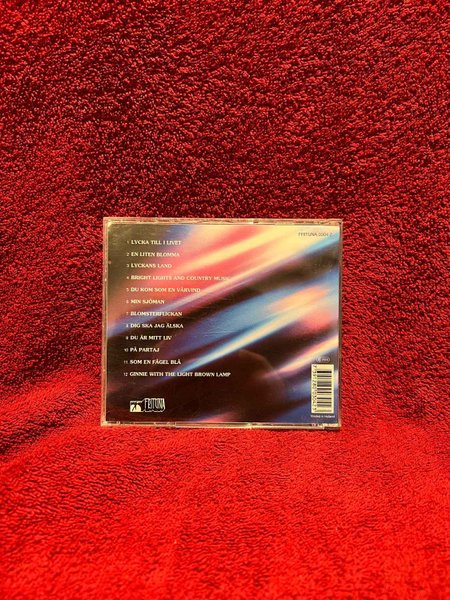 FRITUNA 0004-2
1 LYCKA TILL I LIVET
2 EN LITEN BLOMMA
3 LYCKANS LAND
4 BRIGHT LIGHTS AND COUNTRY MUSIC
5 DU KOM SOM EN VÅRVIND
6 MIN SJÖMAN
7 BLOMSTERFLICKAN
8 DIG SKA JAG ÄLSKA
9 DU ÄR MITT LIV
10 PÅ PARTAJ
11 SOM EN FÅGEL BLÅ
12 GINNIE WITH THE LIGHT BROWN LAMP
FRITUNA